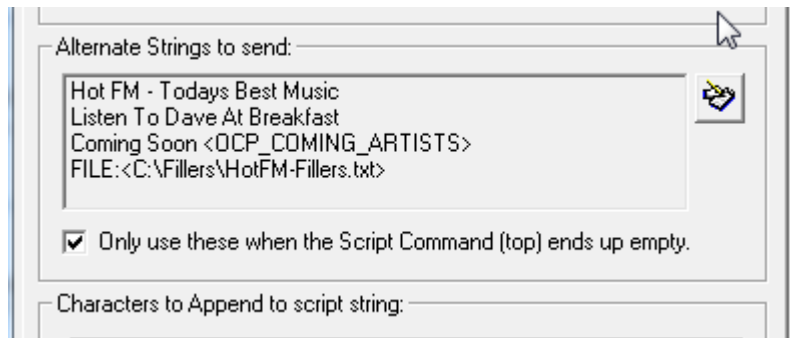 Alternate Strings to send:
Hot FM - Todays Best Music
Listen To Dave At Breakfast
Coming Soon <OCP_COMING_ARTISTS>
FILE:<C:\Fillers\HotFM-Fillers.txt>
Only use these when the Script Command (top) ends up empty.
Characters to Append to script string: